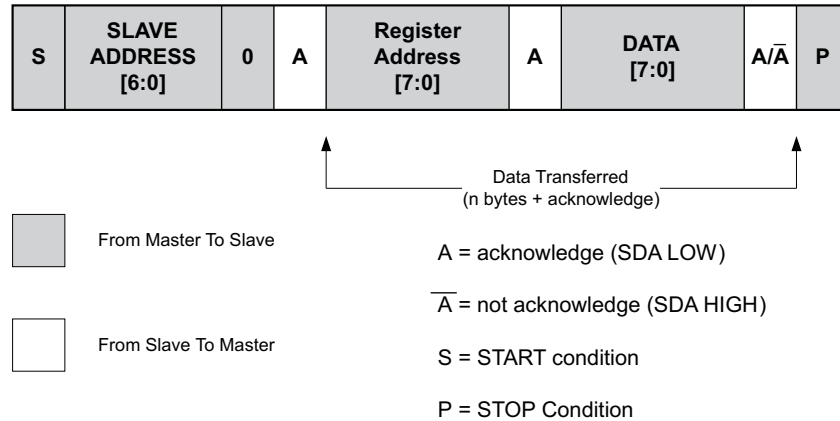 S
SLAVE
ADDRESS
[6:0]
0
A
Register
Address
[7:0]
A
DATA
[7:0]
A/A̅
P
Data Transferred
(n bytes + acknowledge)
From Master To Slave
A = acknowledge (SDA LOW)
A̅ = not acknowledge (SDA HIGH)
From Slave To Master
S = START condition
P = STOP Condition